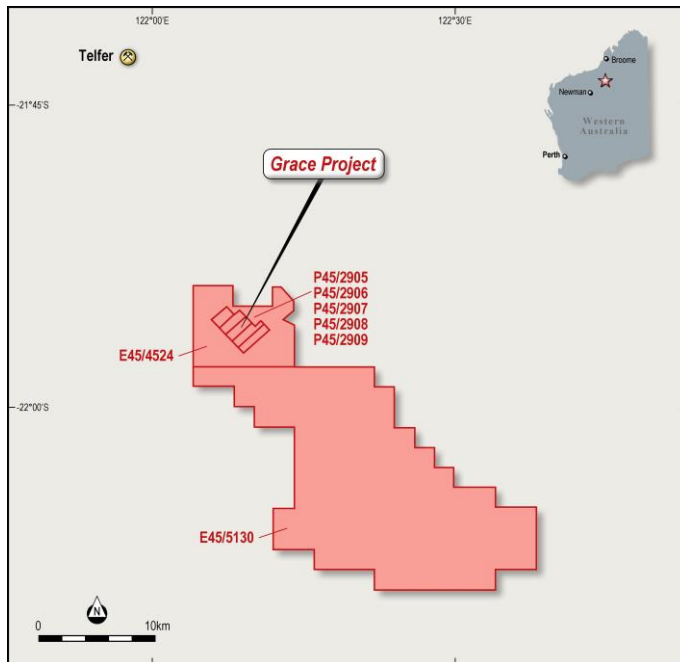 122°00'E
122°30'E
Telfer
Broome
Newman
Western
Australia
Perth
-21°45'S
Grace Project
P45/2905
P45/2906
P45/2907
P45/2908
P45/2909
E45/4524
-22°00'S
E45/5130
N
0 10km